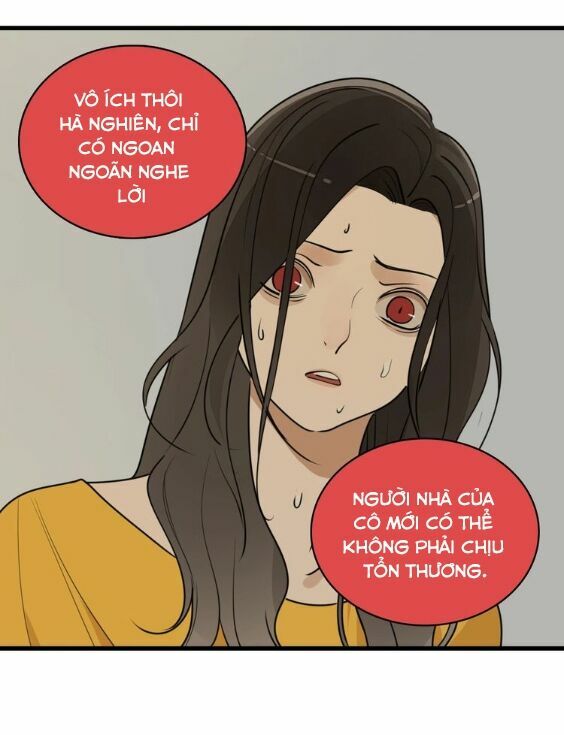 VÔ ÍCH THÔI
HÀ NGHIÊN, CHỈ
CÓ NGOAN
NGOÃN NGHE
LỜI
NGƯỜI NHÀ CỦA
CÔ MỚI CÓ THỂ
KHÔNG PHẢI CHỊU
TỔN THƯƠNG.